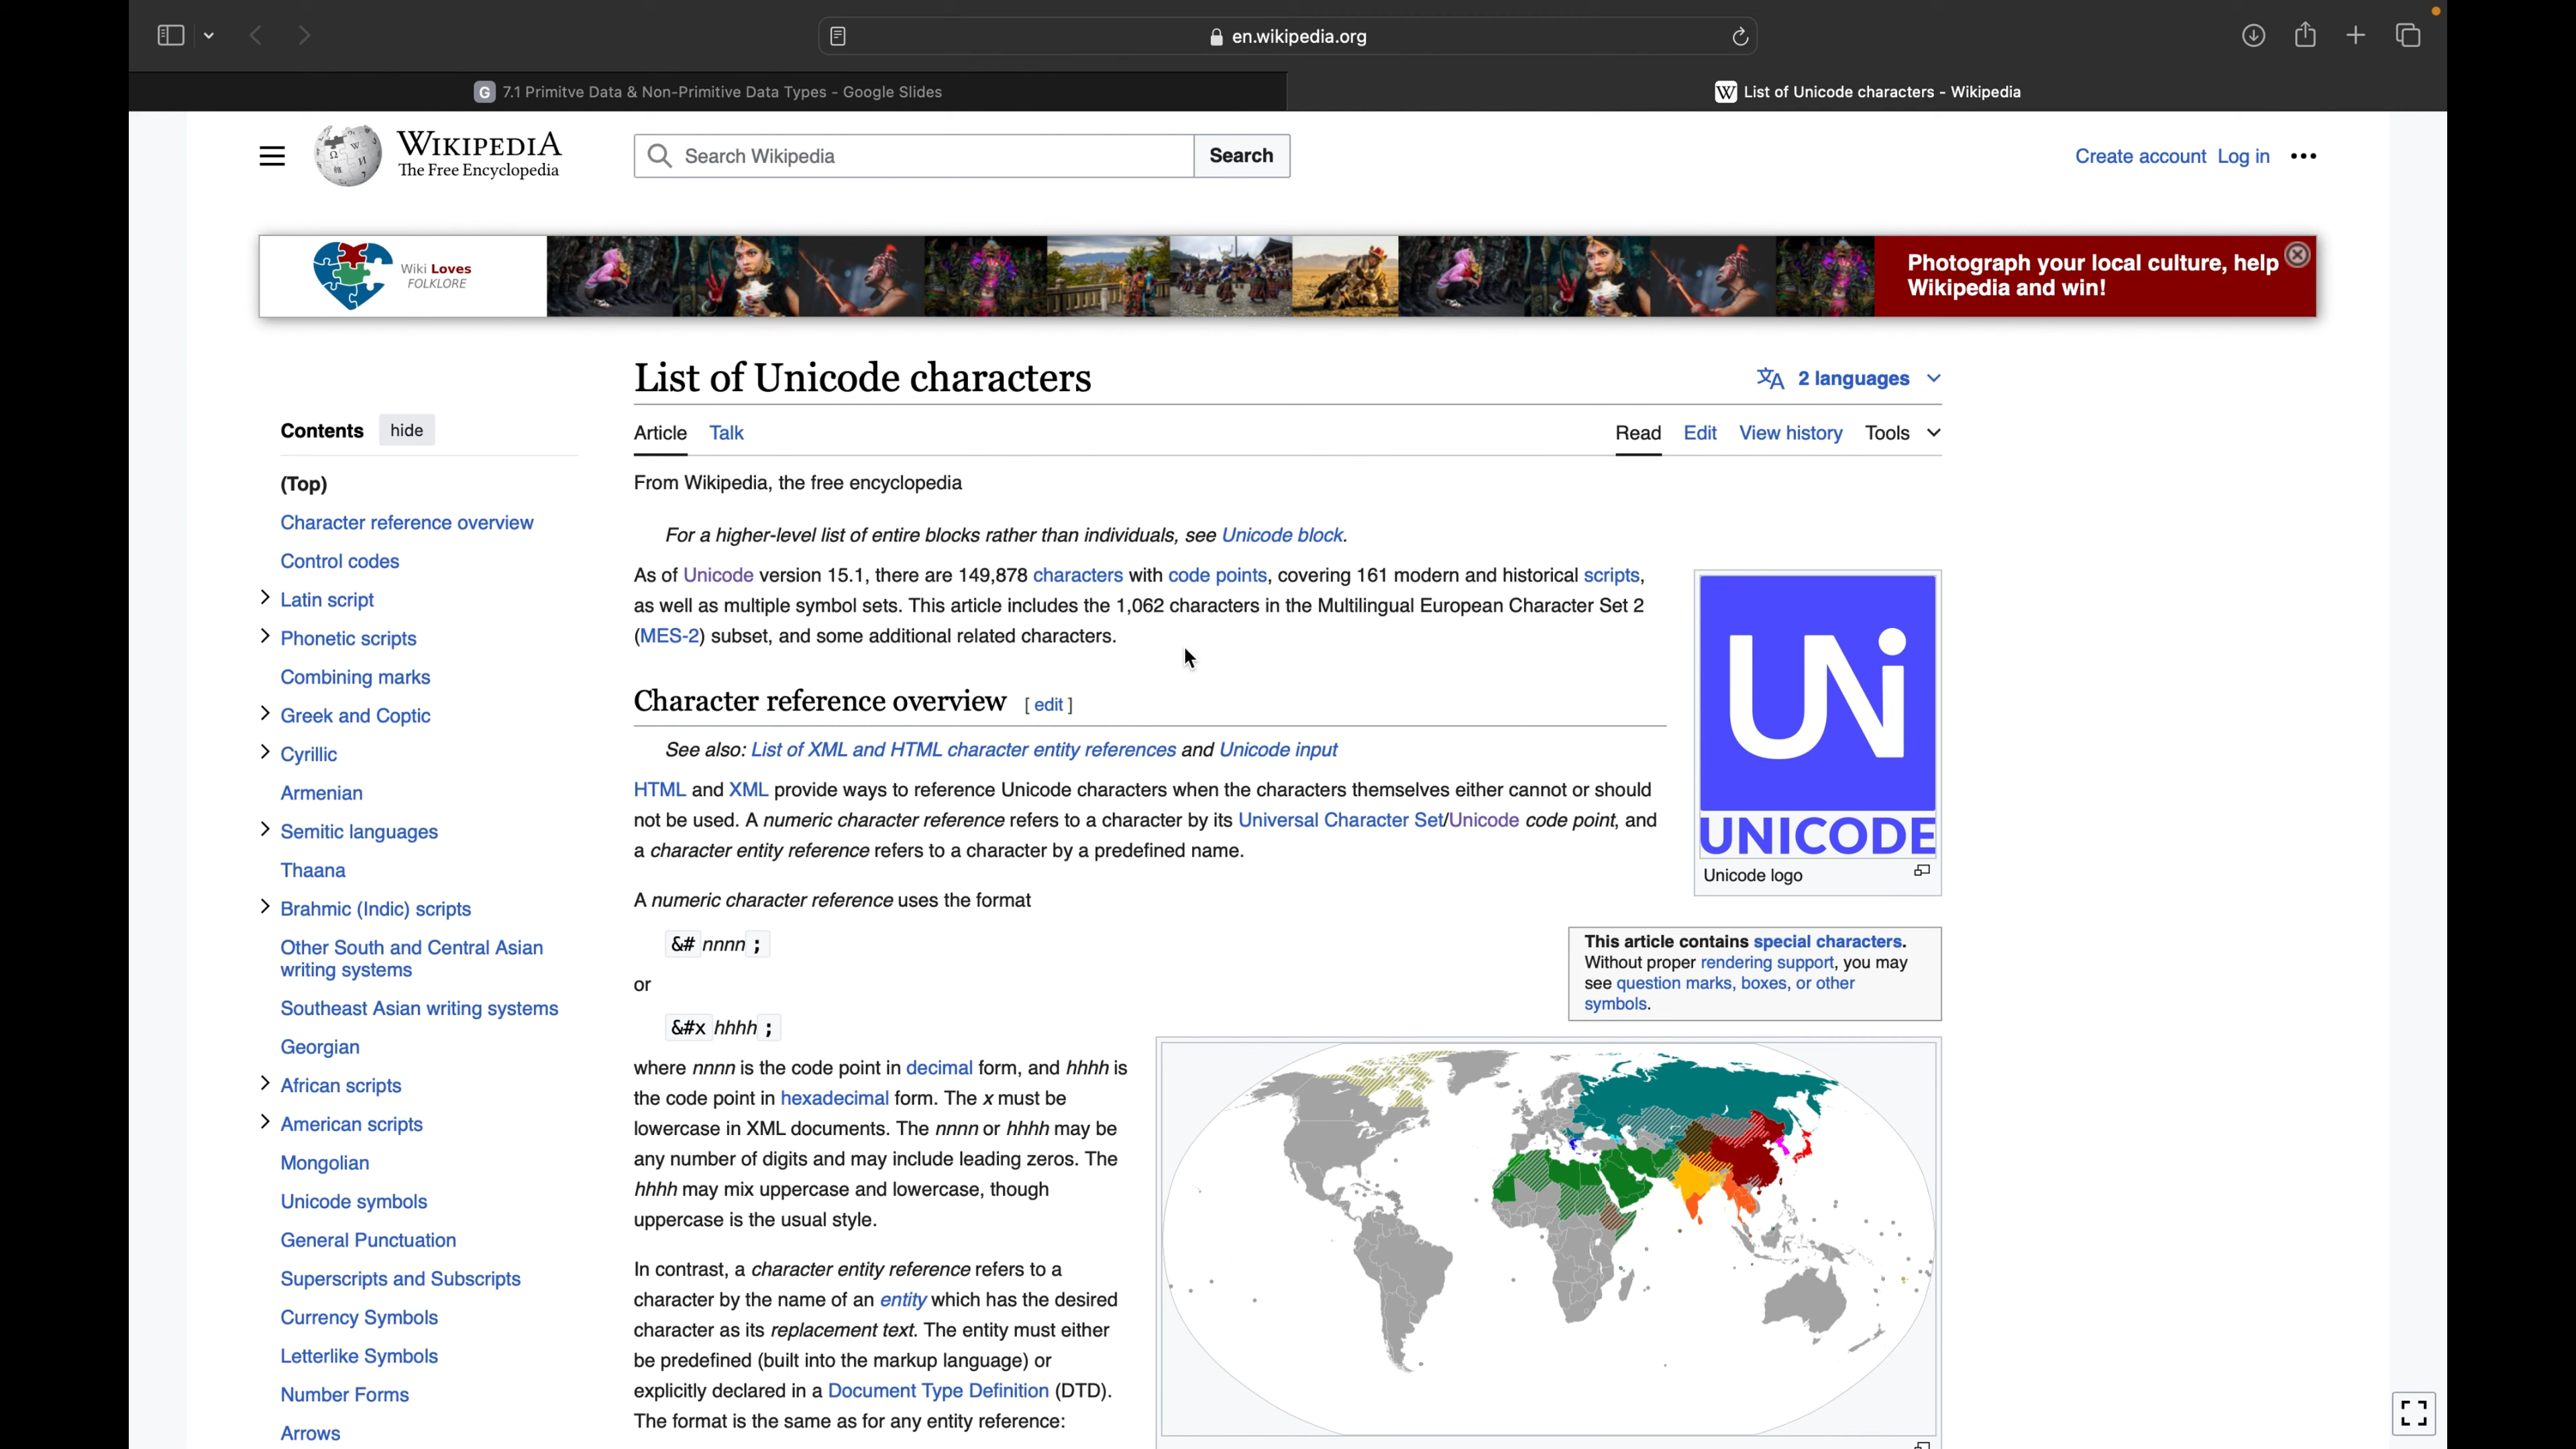 en.wikipedia.org
G 7.1 Primitve Data & Non-Primitive Data Types - Google Slides
W List of Unicode characters - Wikipedia
WIKIPEDIA
The Free Encyclopedia
Search Wikipedia
Search
Create account Log in
Wiki Loves
FOLKLORE
Photograph your local culture, help
Wikipedia and win!
List of Unicode characters
2 languages
Contents hide
(Top)
Character reference overview
Control codes
Latin script
Phonetic scripts
Combining marks
Greek and Coptic
Cyrillic
Armenian
Semitic languages
Thaana
Brahmic (Indic) scripts
Other South and Central Asian
writing systems
Southeast Asian writing systems
Georgian
African scripts
American scripts
Mongolian
Unicode symbols
General Punctuation
Superscripts and Subscripts
Currency Symbols
Letterlike Symbols
Number Forms
Arrows
Article Talk
Read Edit View history Tools
From Wikipedia, the free encyclopedia
For a higher-level list of entire blocks rather than individuals, see Unicode block.
As of Unicode version 15.1, there are 149,878 characters with code points, covering 161 modern and historical scripts,
as well as multiple symbol sets. This article includes the 1,062 characters in the Multilingual European Character Set 2
(MES-2) subset, and some additional related characters.
Character reference overview [ edit ]
See also: List of XML and HTML character entity references and Unicode input
HTML and XML provide ways to reference Unicode characters when the characters themselves either cannot or should
not be used. A numeric character reference refers to a character by its Universal Character Set/Unicode code point, and
a character entity reference refers to a character by a predefined name.
A numeric character reference uses the format
&# nnnn ;
or
&#x hhhh ;
where nnnn is the code point in decimal form, and hhhh is
the code point in hexadecimal form. The x must be
lowercase in XML documents. The nnnn or hhhh may be
any number of digits and may include leading zeros. The
hhhh may mix uppercase and lowercase, though
uppercase is the usual style.
In contrast, a character entity reference refers to a
character by the name of an entity which has the desired
character as its replacement text. The entity must either
be predefined (built into the markup language) or
explicitly declared in a Document Type Definition (DTD).
The format is the same as for any entity reference:
UNi
UNICODE
Unicode logo
This article contains special characters.
Without proper rendering support, you may
see question marks, boxes, or other
symbols.